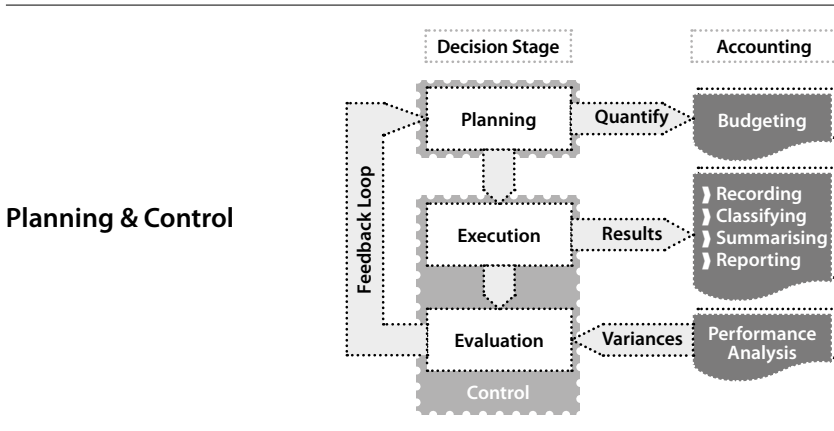 Decision Stage
Accounting
Planning
Quantify
Budgeting
Planning & Control
Feedback Loop
Execution
Results
Recording
Classifying
Summarising
Reporting
Evaluation
Variances
Performance
Analysis
Control